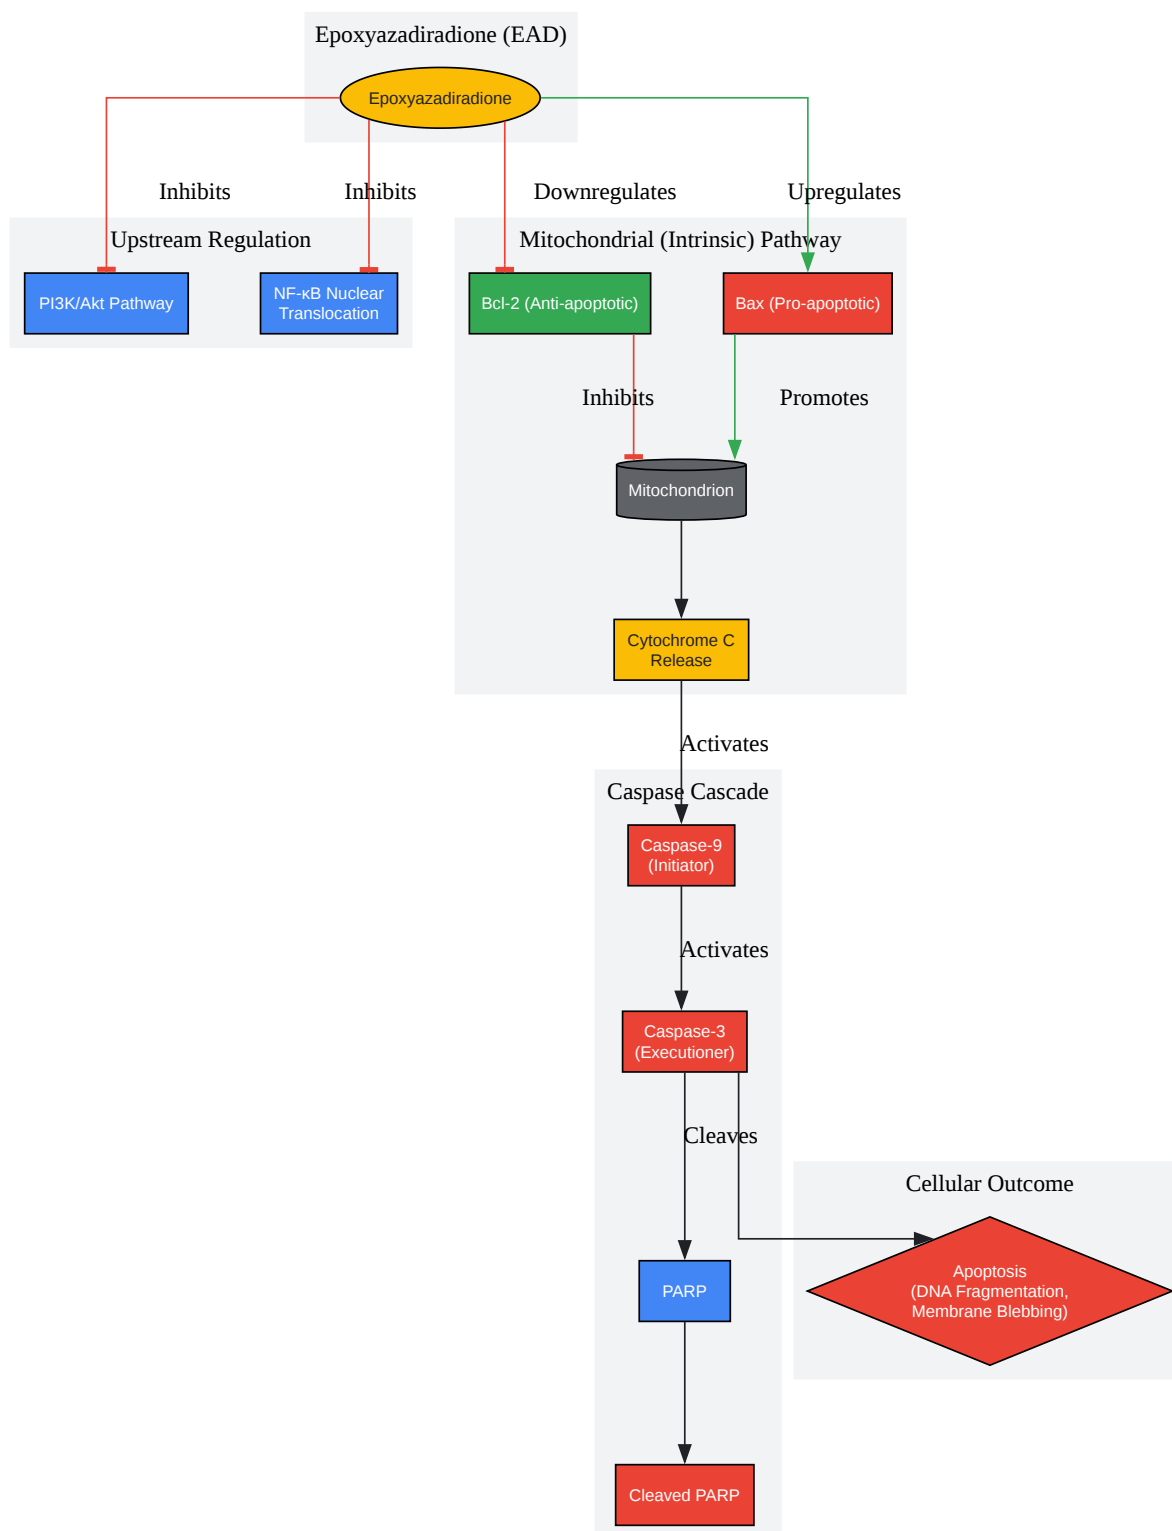 Epoxyazadiradione (EAD)
Epoxyazadiradione
Inhibits
Inhibits
Downregulates
Upregulates
Upstream Regulation
Mitochondrial (Intrinsic) Pathway
PI3K/Akt Pathway
NF-κB Nuclear
Translocation
Bcl-2 (Anti-apoptotic)
Bax (Pro-apoptotic)
Inhibits
Promotes
Mitochondrion
Cytochrome C
Release
Activates
Caspase Cascade
Caspase-9
(Initiator)
Activates
Caspase-3
(Executioner)
Cleaves
Cellular Outcome
Apoptosis
(DNA Fragmentation,
Membrane Blebbing)
PARP
Cleaved PARP